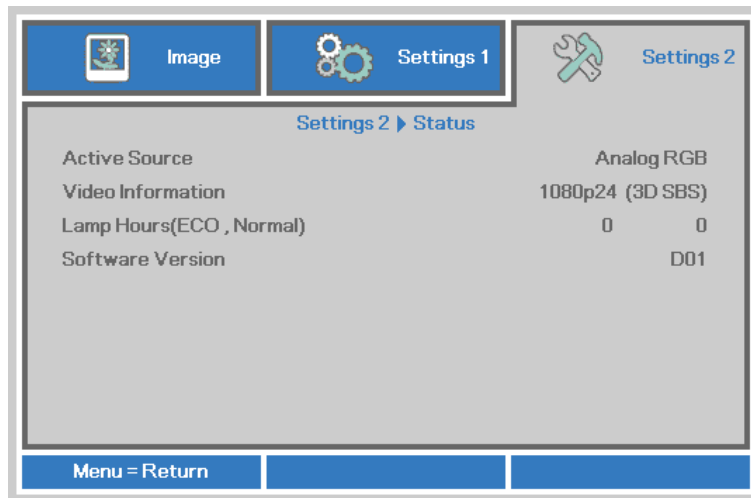 Image Settings 1 Settings 2
Settings 2 Status
Active Source Analog RGB
Video Information 1080p24 (3D SBS)
Lamp Hours(ECO , Normal) 0 0
Software Version D01
Menu = Return